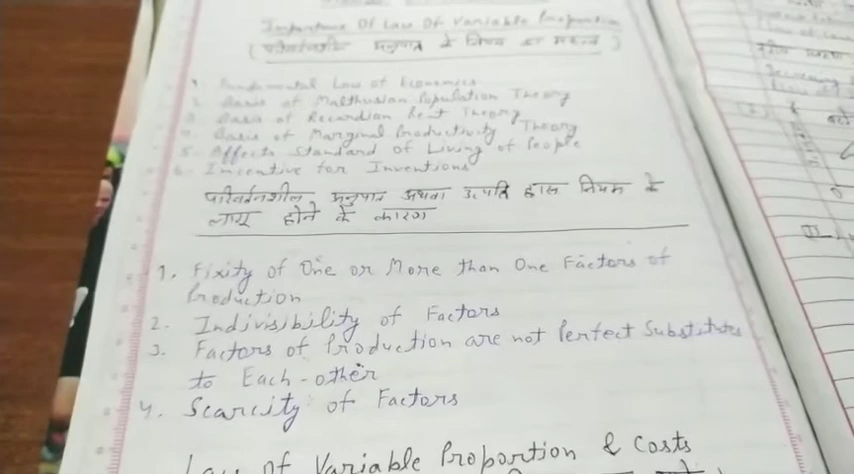 Importance Of Law Of Variable Proportion
( परिवर्तनशील अनुपात के नियम का महत्व )
1. Fundamental Law of Economics
2. Basis of Malthusian Population Theory
3. Basis of Recardian Rent Theory
4. Basis of Marginal Productivity Theory
5. Affects Standard of Living of People
6. Incentive for Inventions
परिवर्तनशील अनुपात अथवा उत्पत्ति ह्रास नियम के
लागू होने के कारण
1. Fixity of One or More than One Factors of
Production
2. Indivisibility of Factors
3. Factors of Production are not Perfect Substitutes
to Each-other
4. Scarcity of Factors
Law of Variable Proportion & Costs